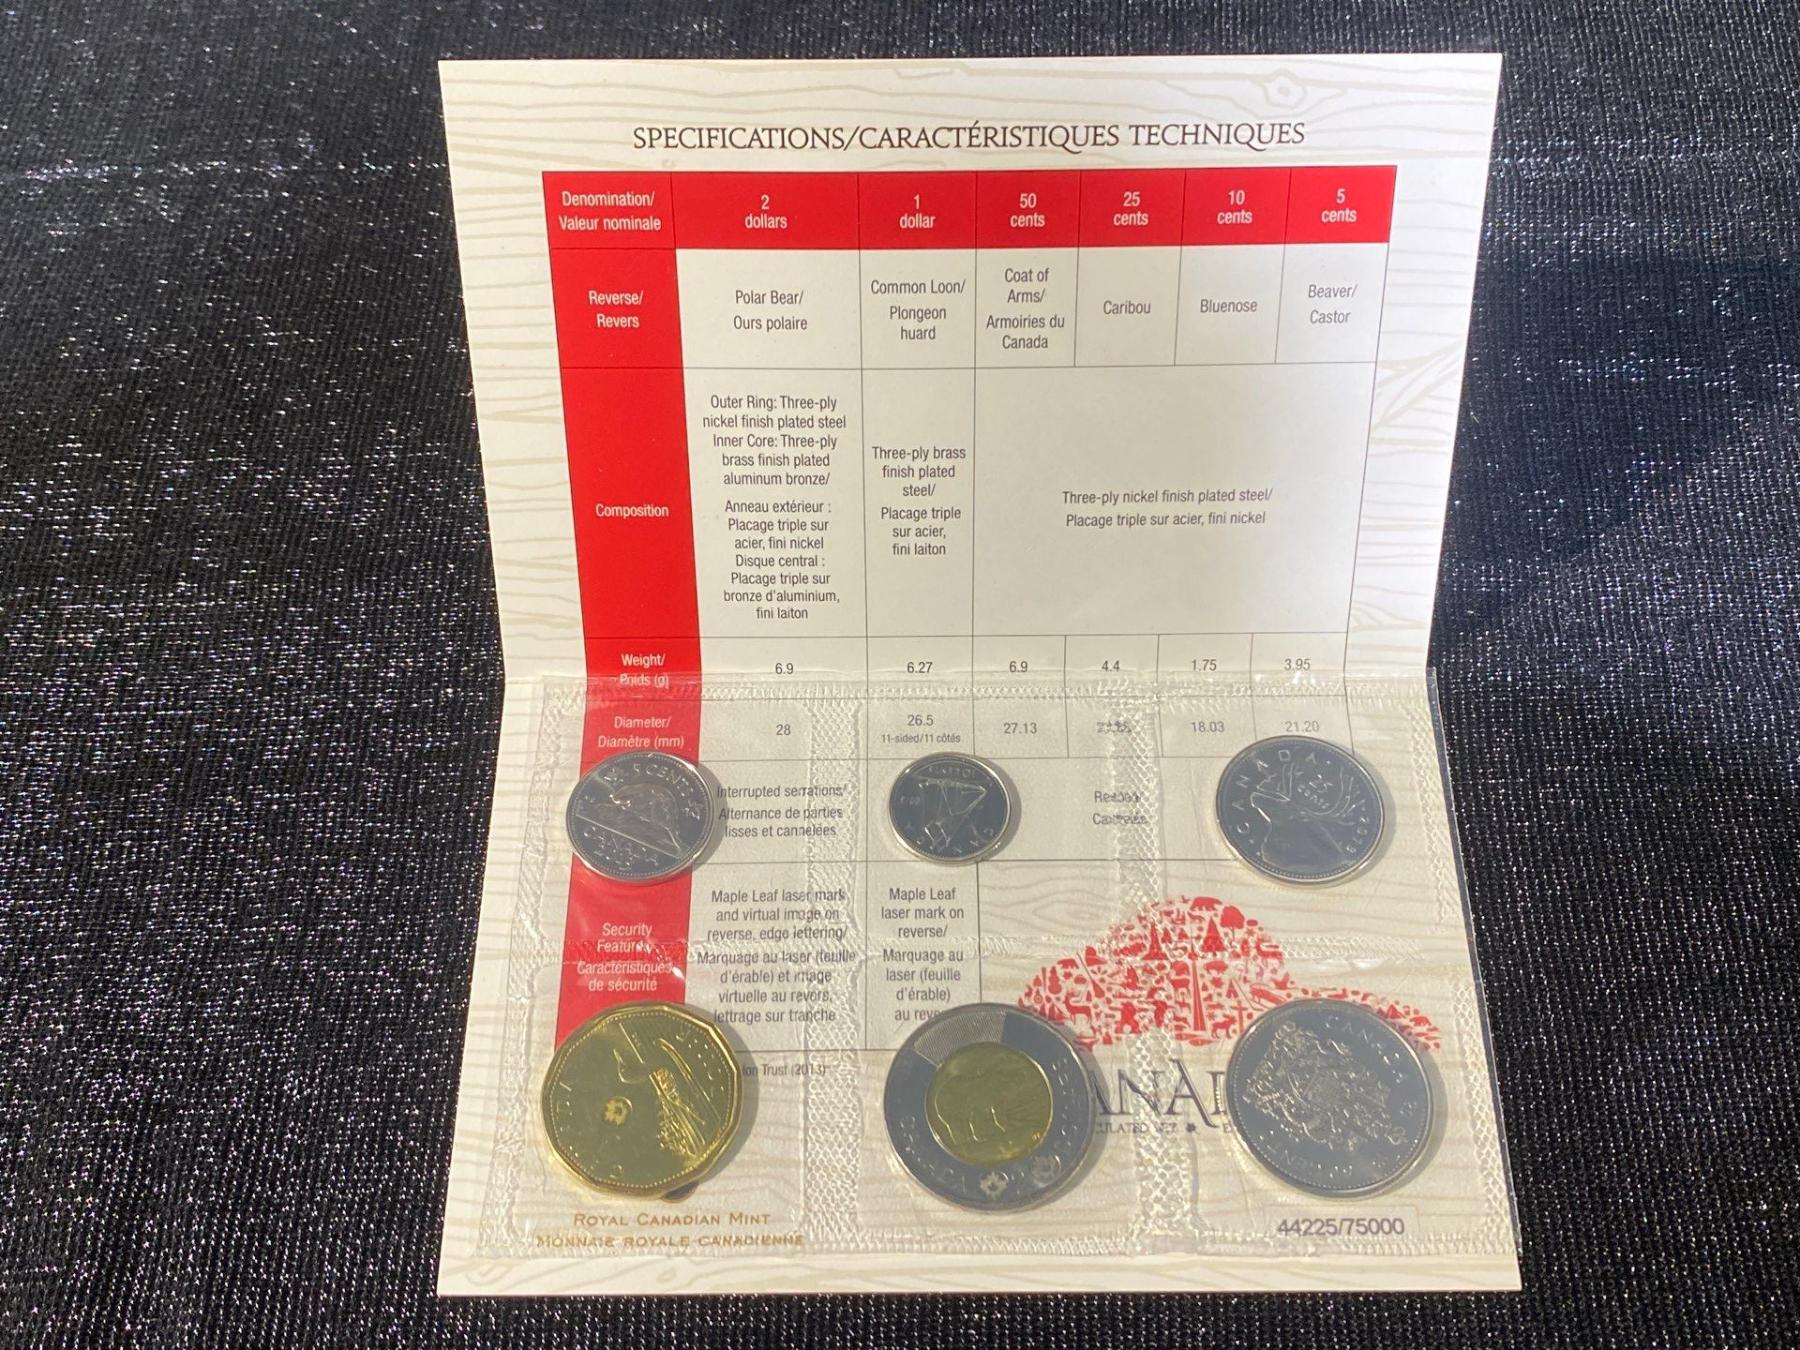 SPECIFICATIONS/CARACTÉRISTIQUES TECHNIQUES
Denomination/
Valeur nominale
2
dollars
1
dollar
50
cents
25
cents
10
cents
5
cents
Reverse/
Revers
Polar Bear/
Ours polaire
Common Loon/
Plongeon
huard
Coat of
Arms/
Armoiries du
Canada
Caribou
Bluenose
Beaver/
Castor
Composition
Outer Ring: Three-ply
nickel finish plated steel
Inner Core: Three-ply
brass finish plated
aluminum bronze/
Anneau extérieur :
Placage triple sur
acier, fini nickel
Disque central :
Placage triple sur
bronze d'aluminium,
fini laiton
Three-ply brass
finish plated
steel/
Placage triple
sur acier,
fini laiton
Three-ply nickel finish plated steel/
Placage triple sur acier, fini nickel
Weight/
Poids (g)
6.9
6.27
6.9
4.4
1.75
3.95
Diameter/
Diamètre (mm)
28
26.5
11-sided/11 côtés
27.13
18.03
21.20
Interrupted serrations/
Alternance de parties
lisses et cannelées
Security
Caractéristiques
de sécurité
Maple Leaf laser mark
and virtual image on
reverse, edge lettering/
Marquage au laser (feuille
d'érable) et image
virtuelle au revers,
lettrage sur tranche
Maple Leaf
laser mark on
reverse/
Marquage au
laser (feuille
d'érable)
au reve
Trust (2013)
5 CENTS
CANADA
CANADA
25
CENTS
CANADA
CANADA
ROYAL CANADIAN MINT
MONNAIE ROYALE CANADIENNE
44225/75000